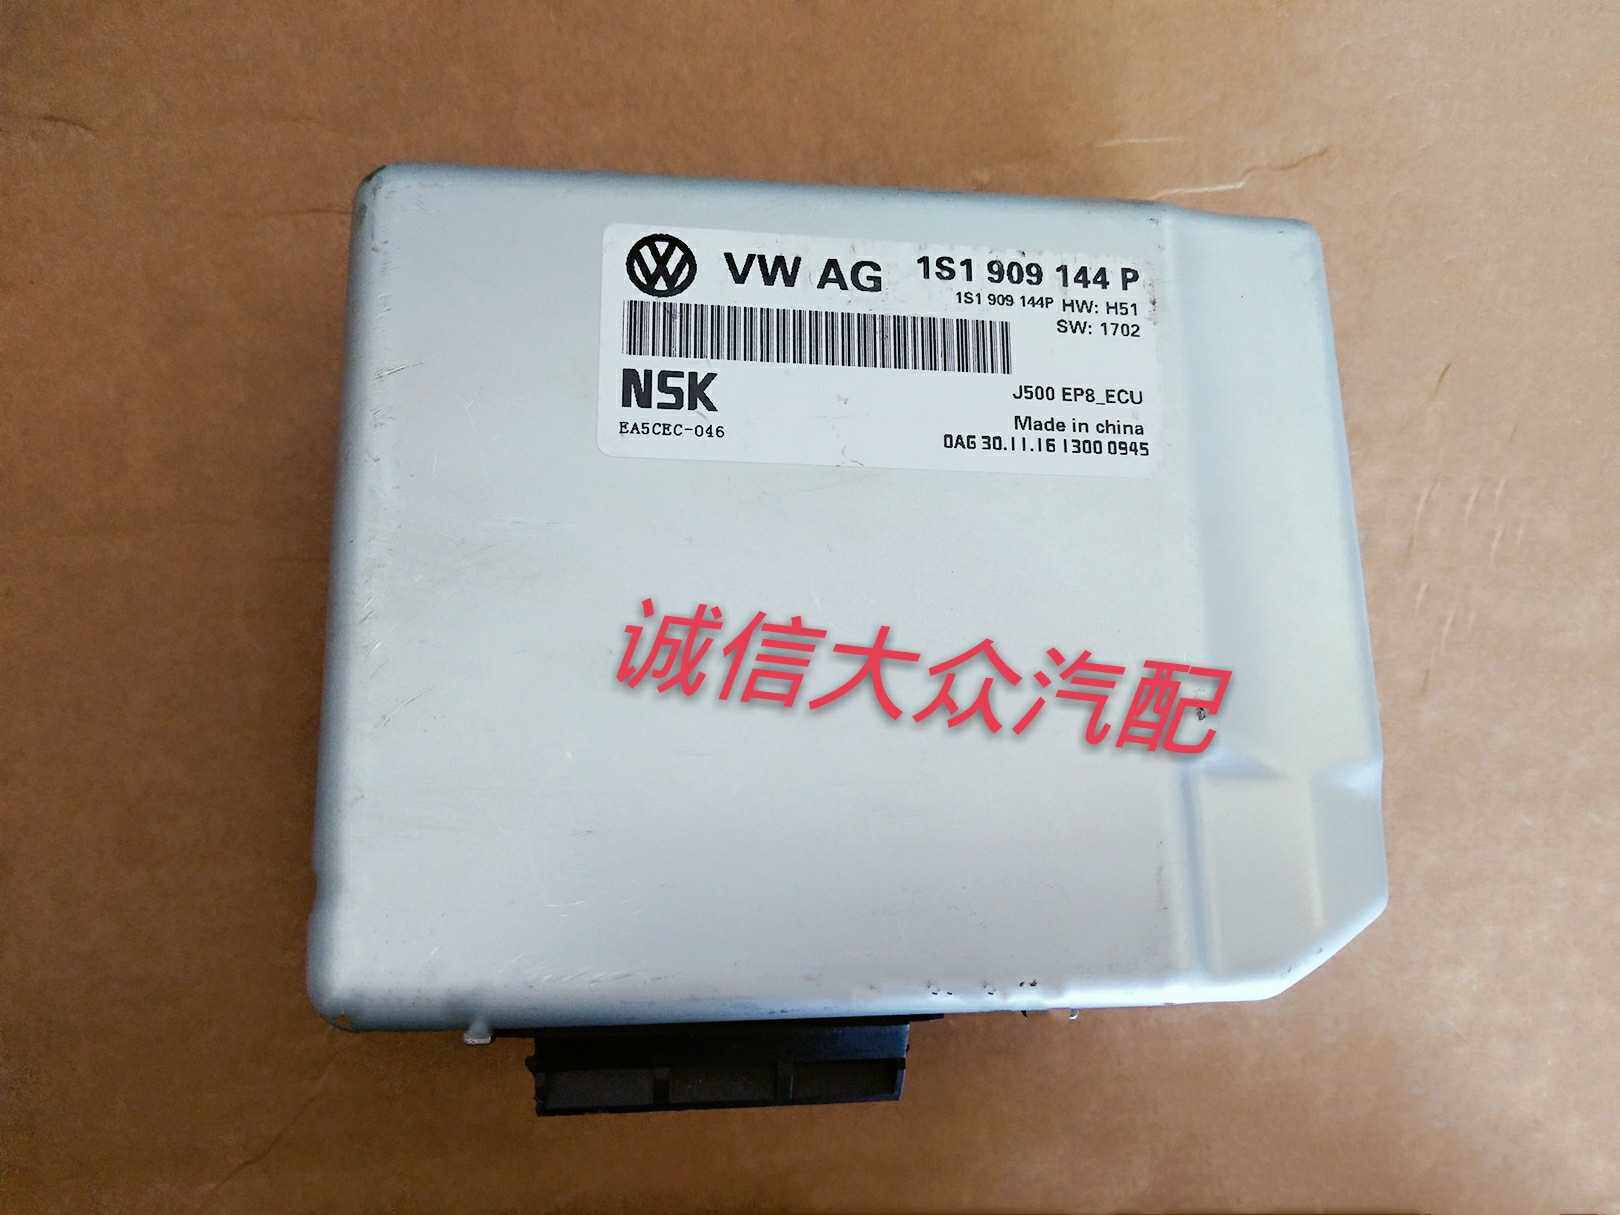 VW AG 1S1 909 144 P
1S1 909 144P HW: H51
SW: 1702
NSK
J500 EP8_ECU
EA5CEC-046
Made in china
0AG 30.11.16 1300 0945
诚信大众汽配